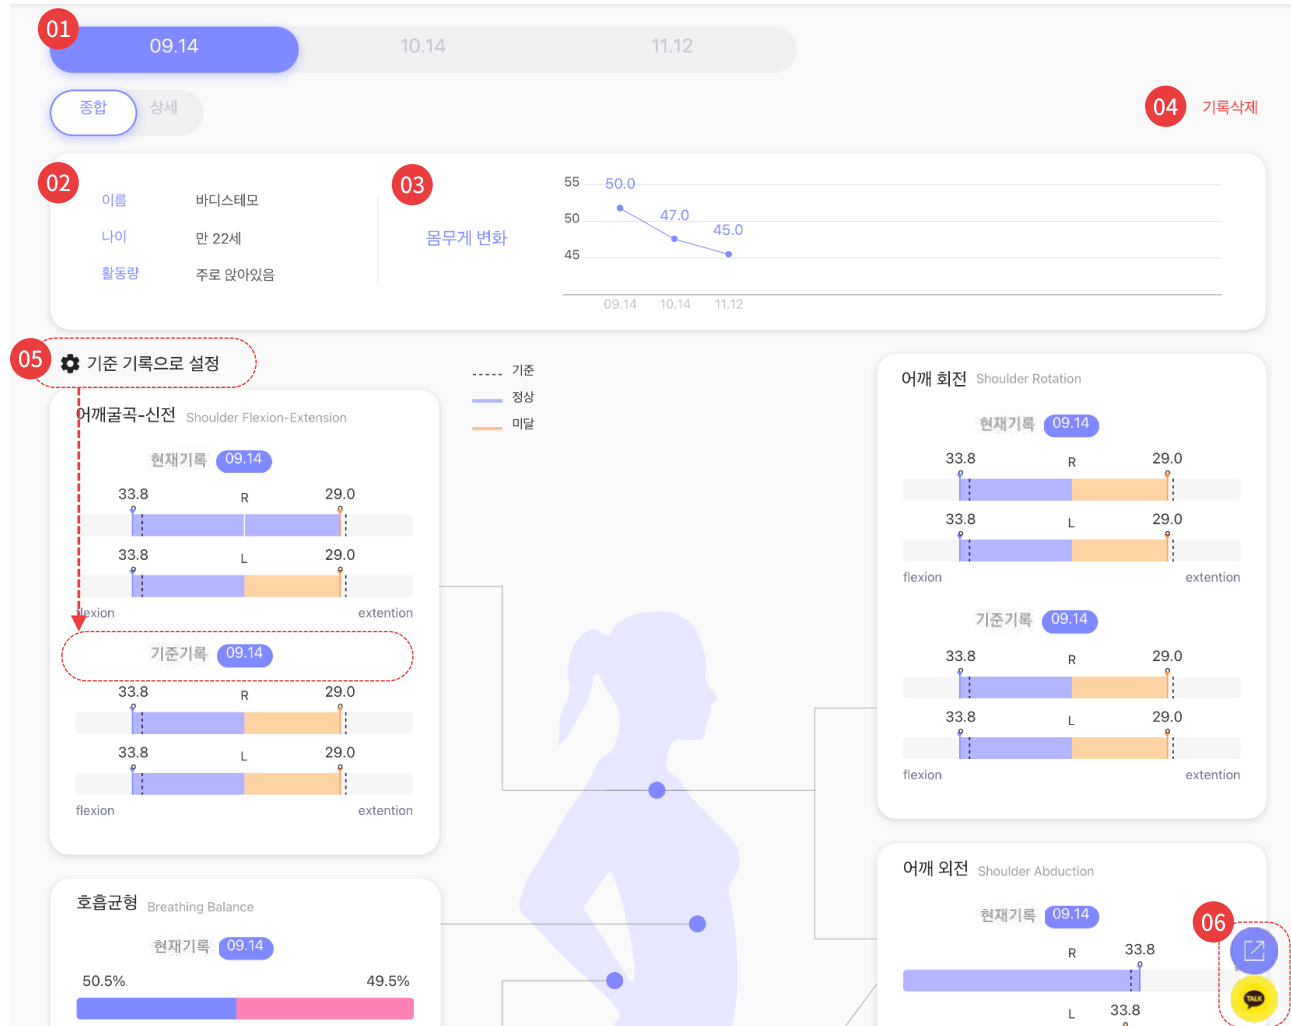 01
09.14 10.14 11.12
종합 상세
04 기록삭제
02
이름 바디스테모
나이 만 22세
활동량 주로 앉아있음
03
몸무게 변화
55
50
45
50.0
47.0
45.0
09.14 10.14 11.12
05 기준 기록으로 설정
기준
정상
미달
어깨굴곡-신전 Shoulder Flexion-Extension
현재기록 09.14
33.8 R 29.0
33.8 L 29.0
flexion extention
기준기록 09.14
33.8 R 29.0
33.8 L 29.0
flexion extention
호흡균형 Breathing Balance
현재기록 09.14
50.5% 49.5%
어깨 회전 Shoulder Rotation
현재기록 09.14
33.8 R 29.0
33.8 L 29.0
flexion extention
기준기록 09.14
33.8 R 29.0
33.8 L 29.0
flexion extention
어깨 외전 Shoulder Abduction
현재기록 09.14
R 33.8
L 33.8
06
TALK